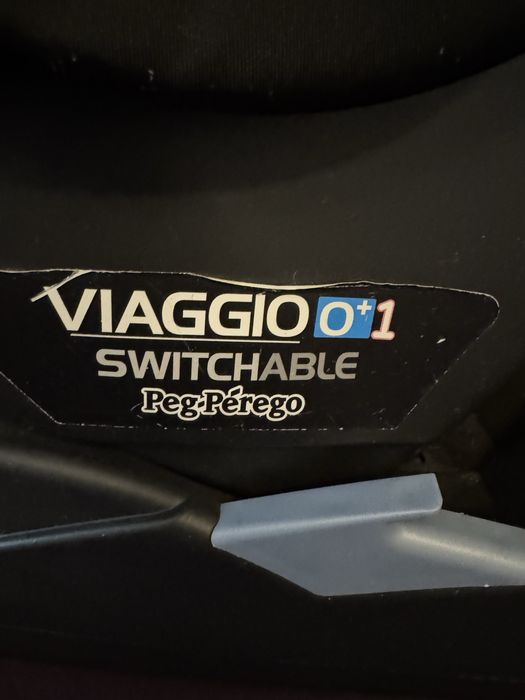 VIAGGIO 0+1
SWITCHABLE
Peg-Pérego